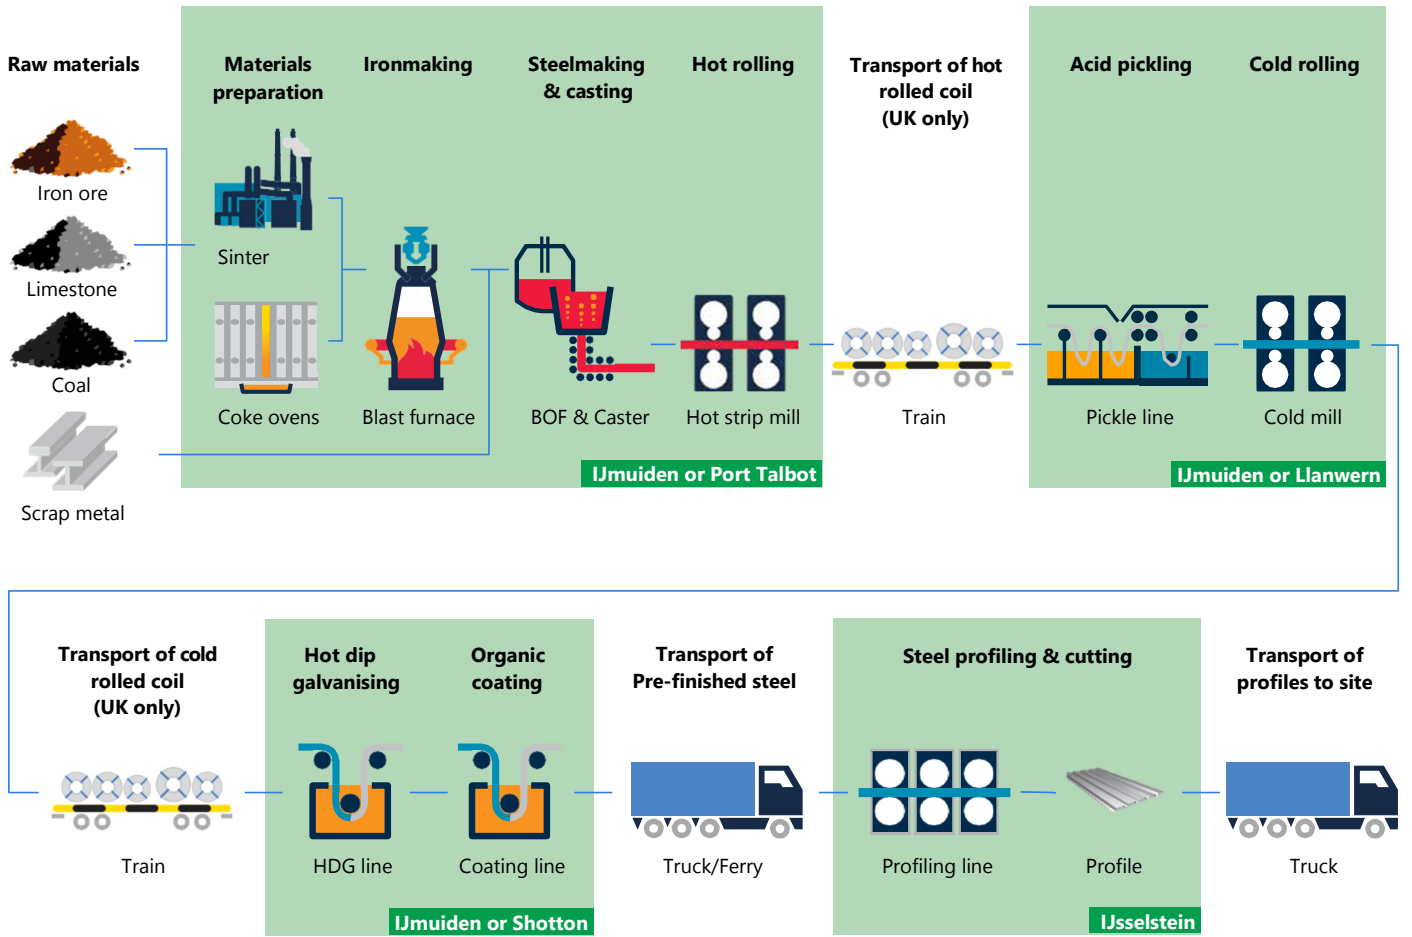 Raw materials
Iron ore
Limestone
Coal
Scrap metal
Materials
preparation
Sinter
Coke ovens
Ironmaking
Blast furnace
Steelmaking
& casting
BOF & Caster
Hot rolling
Hot strip mill
IJmuiden or Port Talbot
Transport of hot
rolled coil
(UK only)
Train
Acid pickling
Pickle line
Cold rolling
Cold mill
IJmuiden or Llanwern
Transport of cold
rolled coil
(UK only)
Train
Hot dip
galvanising
HDG line
Organic
coating
Coating line
IJmuiden or Shotton
Transport of
Pre-finished steel
Truck/Ferry
Steel profiling & cutting
Profiling line
Profile
IJsselstein
Transport of
profiles to site
Truck